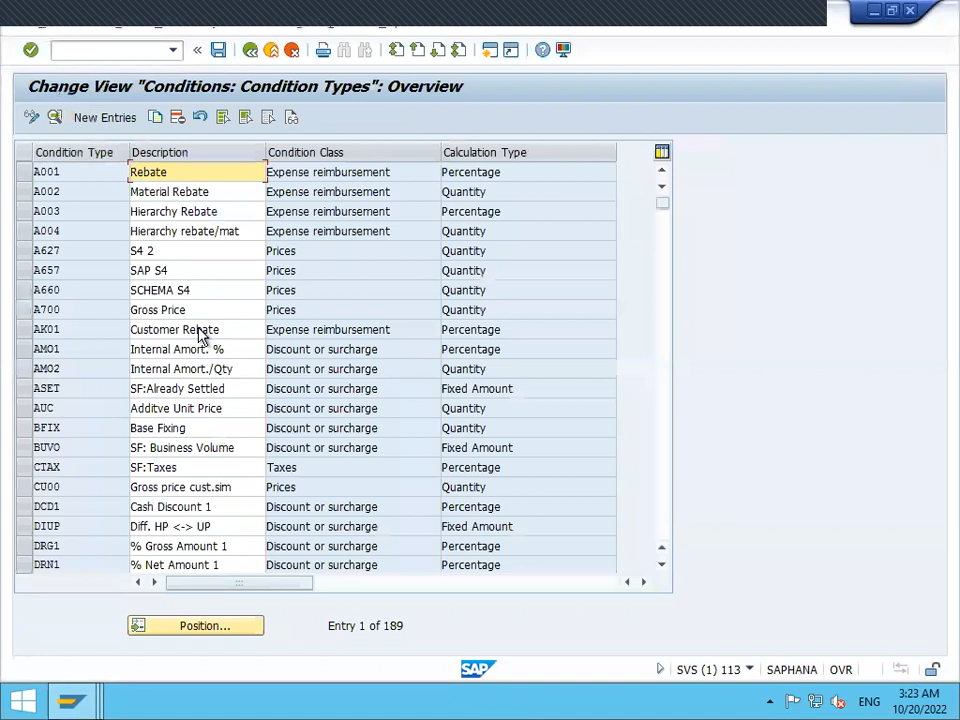 Change View "Conditions: Condition Types": Overview
New Entries
Condition Type Description Condition Class Calculation Type
A001 Rebate Expense reimbursement Percentage
A002 Material Rebate Expense reimbursement Quantity
A003 Hierarchy Rebate Expense reimbursement Percentage
A004 Hierarchy rebate/mat Expense reimbursement Quantity
A627 S4 2 Prices Quantity
A657 SAP S4 Prices Quantity
A660 SCHEMA S4 Prices Quantity
A700 Gross Price Prices Quantity
AK01 Customer Rebate Expense reimbursement Percentage
AMO1 Internal Amort. % Discount or surcharge Percentage
AMO2 Internal Amort./Qty Discount or surcharge Quantity
ASET SF:Already Settled Discount or surcharge Fixed Amount
AUC Additve Unit Price Discount or surcharge Quantity
BFIX Base Fixing Discount or surcharge Quantity
BUVO SF: Business Volume Discount or surcharge Fixed Amount
CTAX SF:Taxes Taxes Percentage
CU00 Gross price cust.sim Prices Quantity
DCD1 Cash Discount 1 Discount or surcharge Percentage
DIUP Diff. HP <-> UP Discount or surcharge Fixed Amount
DRG1 % Gross Amount 1 Discount or surcharge Percentage
DRN1 % Net Amount 1 Discount or surcharge Percentage
Position... Entry 1 of 189
SAP SVS (1) 113 SAPHANA OVR
ENG 3:23 AM
10/20/2022